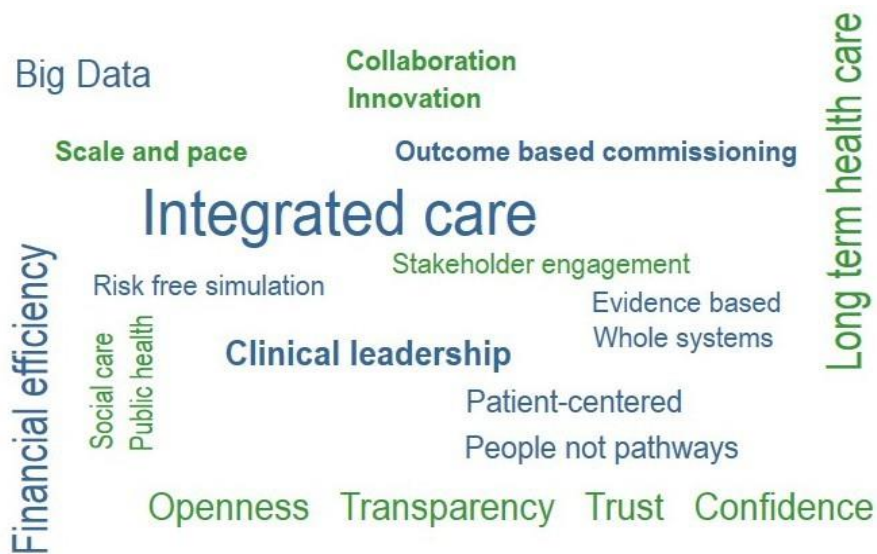 Big Data
Collaboration
Innovation
Long term health care
Scale and pace
Outcome based commissioning
Integrated care
Stakeholder engagement
Risk free simulation
Evidence based
Whole systems
Financial efficiency
Social care
Public health
Clinical leadership
Patient-centered
People not pathways
Openness Transparency Trust Confidence